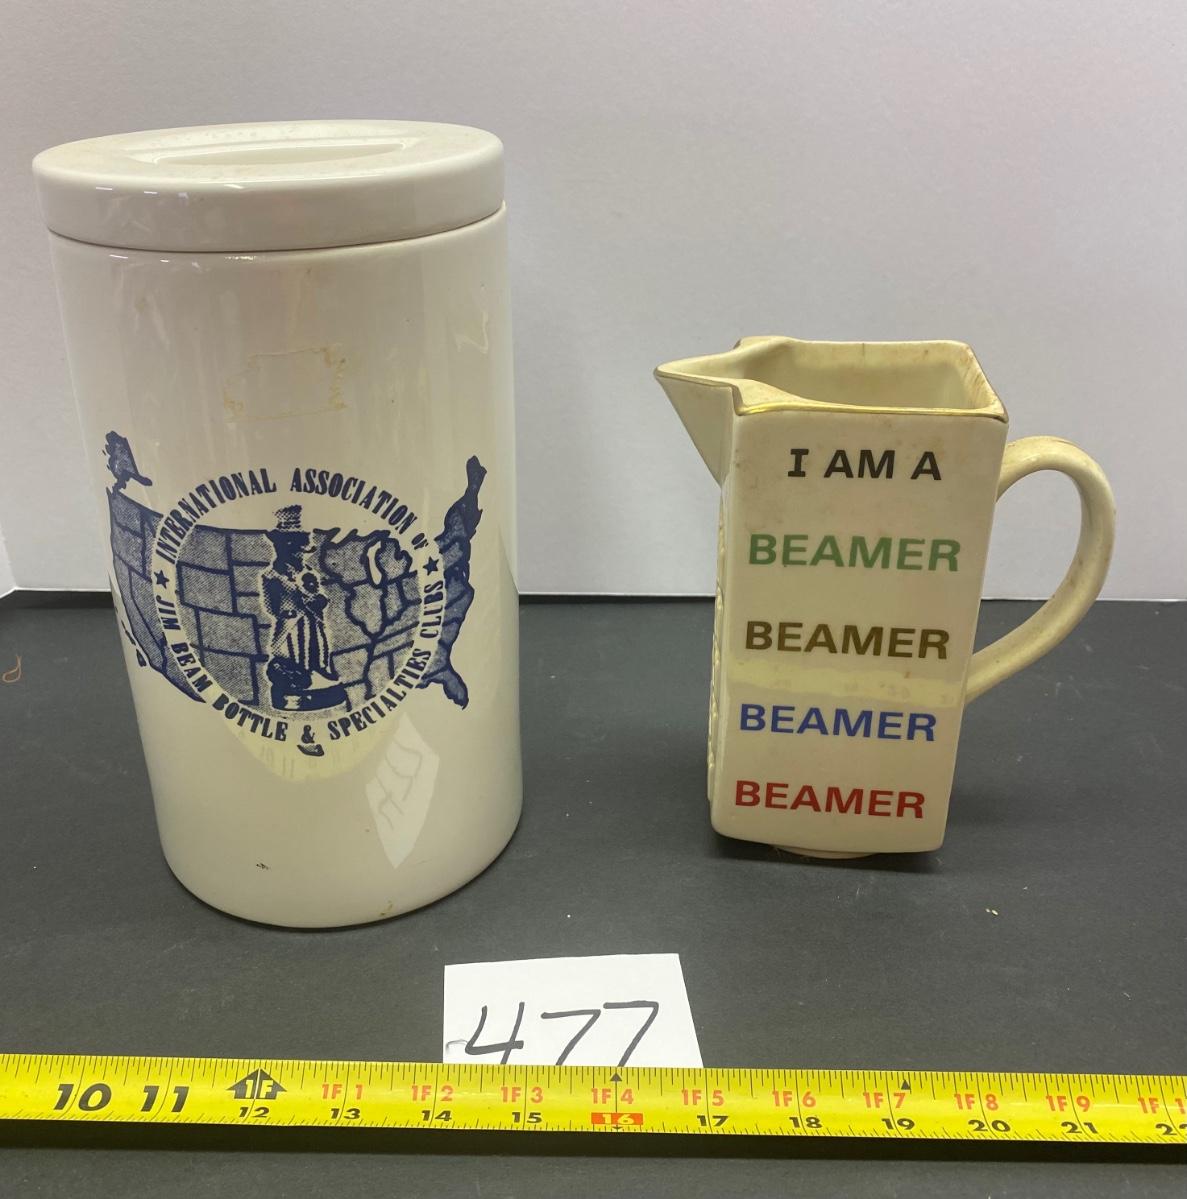 ★ INTERNATIONAL ASSOCIATION OF ★
JIM BEAM BOTTLE & SPECIALTIES CLUBS
I AM A
BEAMER
BEAMER
BEAMER
BEAMER
477
10 11 1F 1F1 1F2 1F3 1F4 1F5 1F6 1F7 1F8 1F9
12 13 14 15 16 17 18 19 20 21